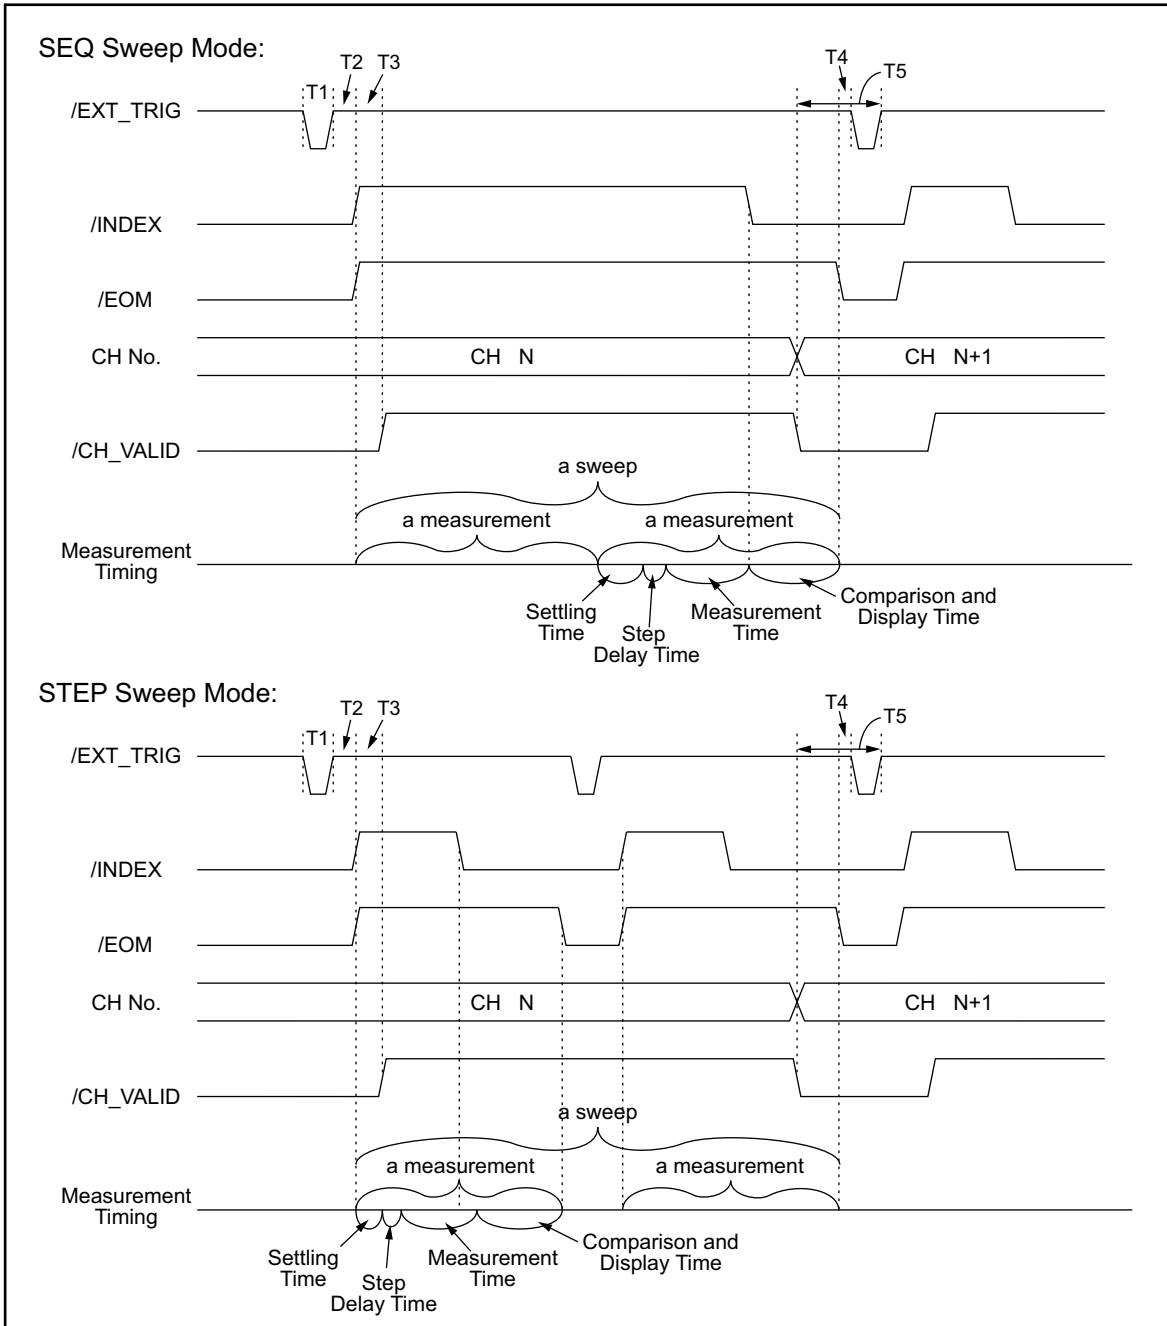 SEQ Sweep Mode:
T1
T2
T3
T4
T5
/EXT_TRIG
/INDEX
/EOM
CH No.
CH N
CH N+1
/CH_VALID
a sweep
a measurement
a measurement
Measurement
Timing
Settling
Time
Step
Delay Time
Measurement
Time
Comparison and
Display Time
STEP Sweep Mode:
T1
T2
T3
T4
T5
/EXT_TRIG
/INDEX
/EOM
CH No.
CH N
CH N+1
/CH_VALID
a sweep
a measurement
a measurement
Measurement
Timing
Settling
Time
Step
Delay Time
Measurement
Time
Comparison and
Display Time